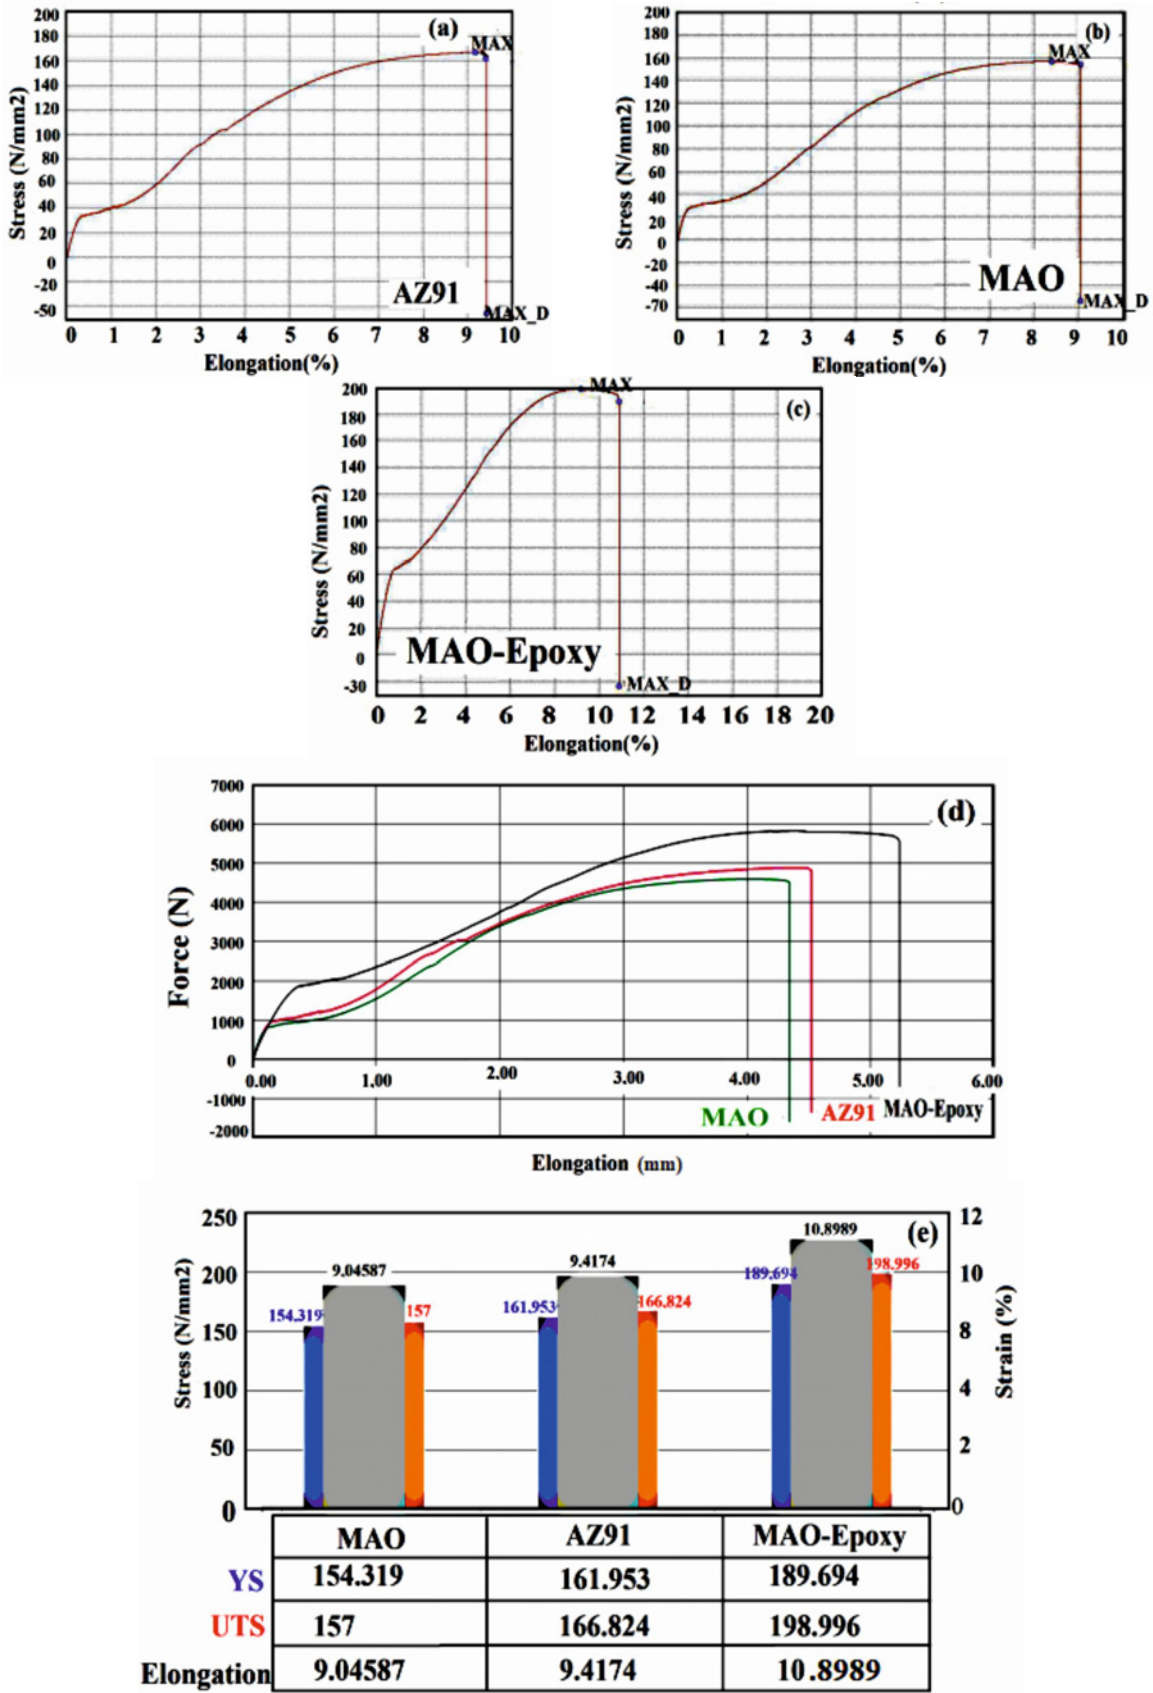 (a)
MAX
200
180
160
140
120
100
80
60
40
20
0
-20
-50
Stress (N/mm2)
AZ91
MAX_D
0 1 2 3 4 5 6 7 8 9 10
Elongation(%)
(b)
MAX
200
180
160
140
120
100
80
60
40
20
0
-20
-40
-70
Stress (N/mm2)
MAO
MAX_D
0 1 2 3 4 5 6 7 8 9 10
Elongation(%)
MAX
(c)
200
180
160
140
120
100
80
60
40
20
0
-30
Stress (N/mm2)
MAO-Epoxy
MAX_D
0 2 4 6 8 10 12 14 16 18 20
Elongation(%)
(d)
7000
6000
5000
4000
3000
2000
1000
0
-1000
-2000
Force (N)
0.00 1.00 2.00 3.00 4.00 5.00 6.00
MAO AZ91 MAO-Epoxy
Elongation (mm)
(e)
250
200
150
100
50
0
Stress (N/mm2)
12
10
8
4
2
0
Strain (%)
154.319 9.04587 157
161.953 9.4174 166.824
189.694 10.8989 198.996
MAO AZ91 MAO-Epoxy
YS 154.319 161.953 189.694
UTS 157 166.824 198.996
Elongation 9.04587 9.4174 10.8989